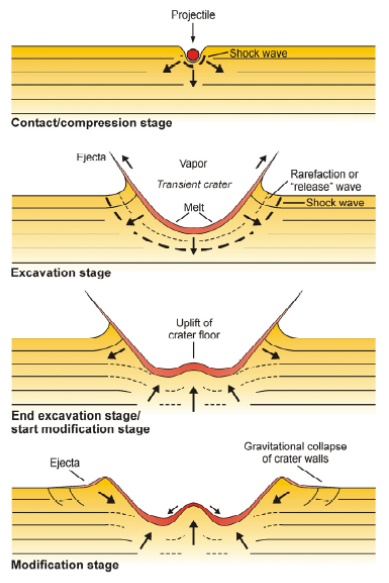 Projectile
Shock wave
Contact/compression stage
Ejecta
Vapor
Transient crater
Melt
Rarefaction or
"release" wave
Shock wave
Excavation stage
Uplift of
crater floor
End excavation stage/
start modification stage
Ejecta
Gravitational collapse
of crater walls
Modification stage